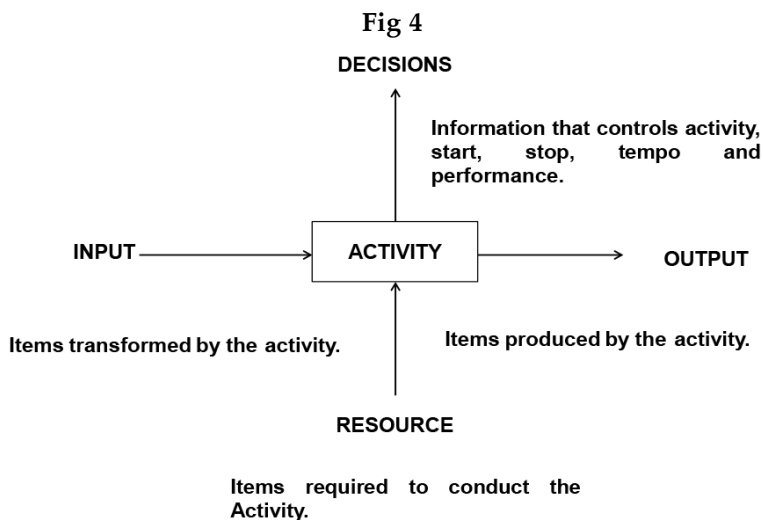 Fig 4
DECISIONS
Information that controls activity,
start, stop, tempo and
performance.
INPUT
ACTIVITY
OUTPUT
Items transformed by the activity.
Items produced by the activity.
RESOURCE
Items required to conduct the
Activity.